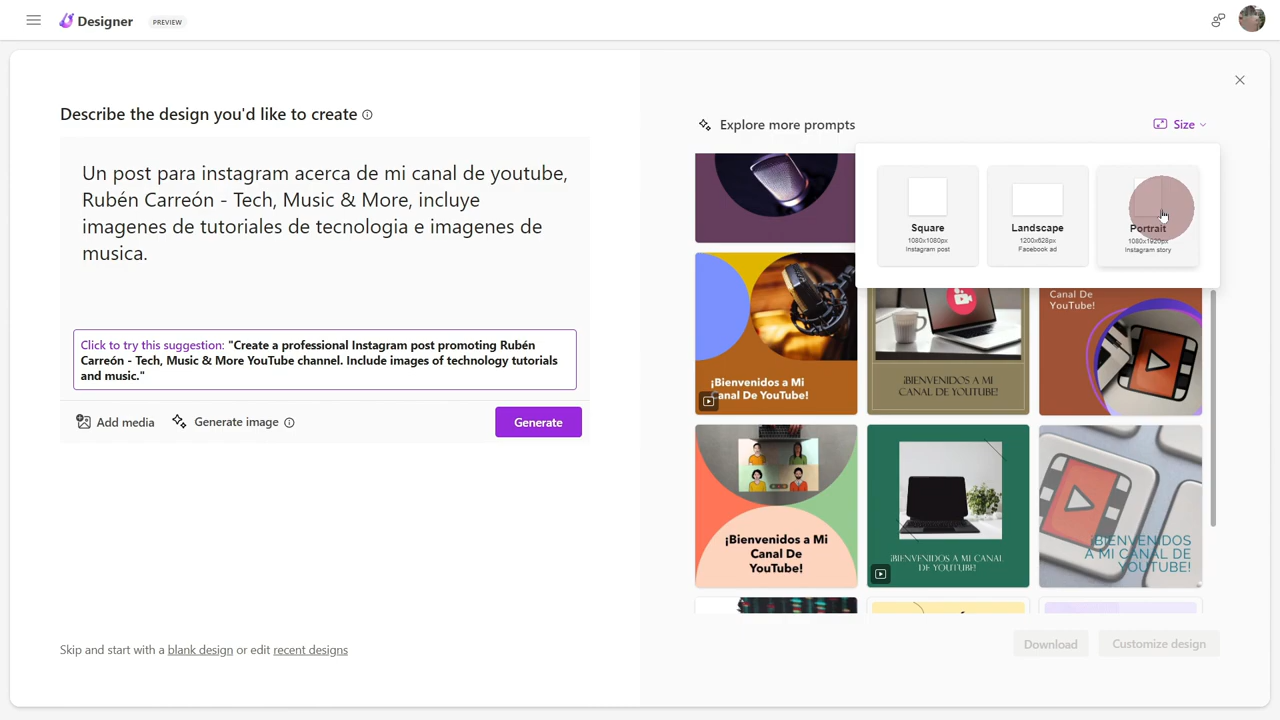 Designer
PREVIEW
Describe the design you'd like to create
Explore more prompts
Size
Un post para instagram acerca de mi canal de youtube,
Rubén Carreón - Tech, Music & More, incluye
imagenes de tutoriales de tecnologia e imagenes de
musica.
Square
1080x1080px
Instagram post
Landscape
1200x628px
Facebook ad
Portrait
1080x1920px
Instagram story
Canal De
YouTube!
Click to try this suggestion: "Create a professional Instagram post promoting Rubén
Carreón - Tech, Music & More YouTube channel. Include images of technology tutorials
and music."
¡Bienvenidos a Mi
Canal De YouTube!
¡BIENVENIDOS A MI
CANAL DE YOUTUBE!
Add media
Generate image
Generate
¡Bienvenidos a Mi
Canal De
YouTube!
¡BIENVENIDOS A MI CANAL
DE YOUTUBE!
¡BIENVENIDOS
A MI CANAL DE
YOUTUBE!
Skip and start with a blank design or edit recent designs
Download
Customize design